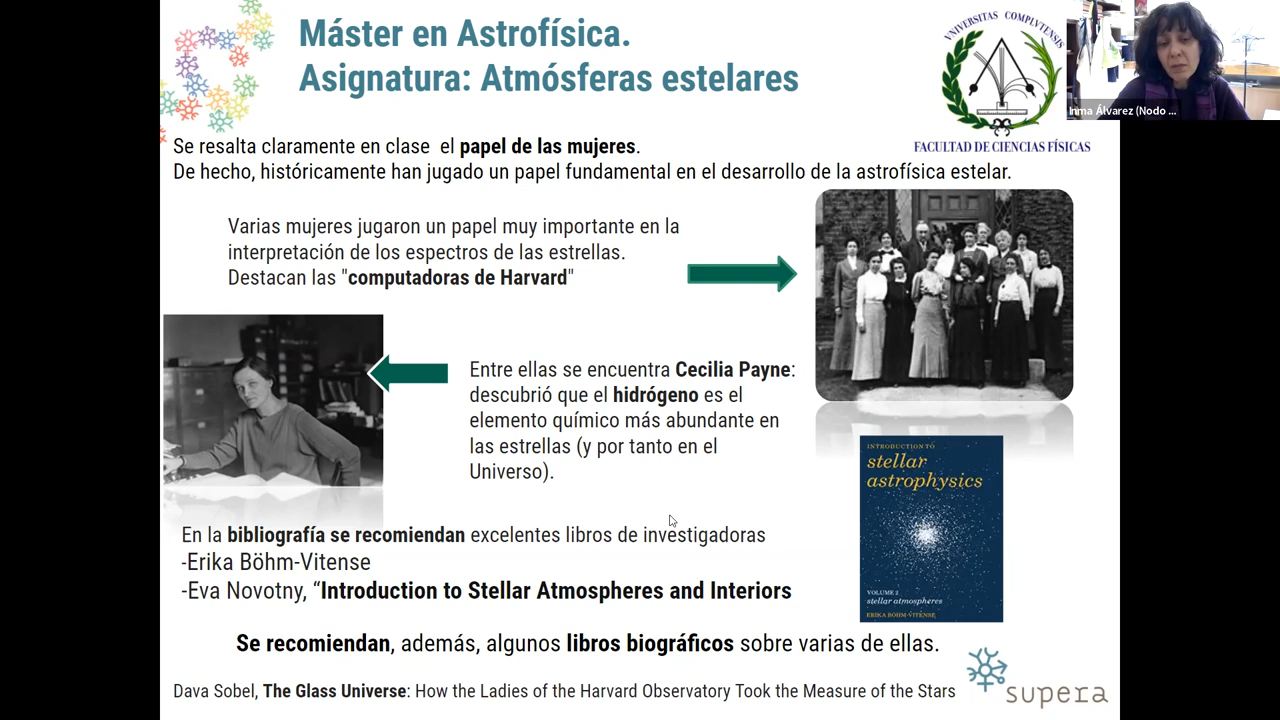 Máster en Astrofísica.
Asignatura: Atmósferas estelares
UNIVERSITAS COMPLVTENSIS
FACULTAD DE CIENCIAS FÍSICAS
Inma Álvarez (Nodo ...
Se resalta claramente en clase el papel de las mujeres.
De hecho, históricamente han jugado un papel fundamental en el desarrollo de la astrofísica estelar.
Varias mujeres jugaron un papel muy importante en la
interpretación de los espectros de las estrellas.
Destacan las "computadoras de Harvard"
Entre ellas se encuentra Cecilia Payne:
descubrió que el hidrógeno es el
elemento químico más abundante en
las estrellas (y por tanto en el
Universo).
INTRODUCTION TO
stellar
astrophysics
VOLUME 2
stellar atmospheres
ERIKA BÖHM-VITENSE
En la bibliografía se recomiendan excelentes libros de investigadoras
-Erika Böhm-Vitense
-Eva Novotny, “Introduction to Stellar Atmospheres and Interiors
Se recomiendan, además, algunos libros biográficos sobre varias de ellas.
Dava Sobel, The Glass Universe: How the Ladies of the Harvard Observatory Took the Measure of the Stars
supera